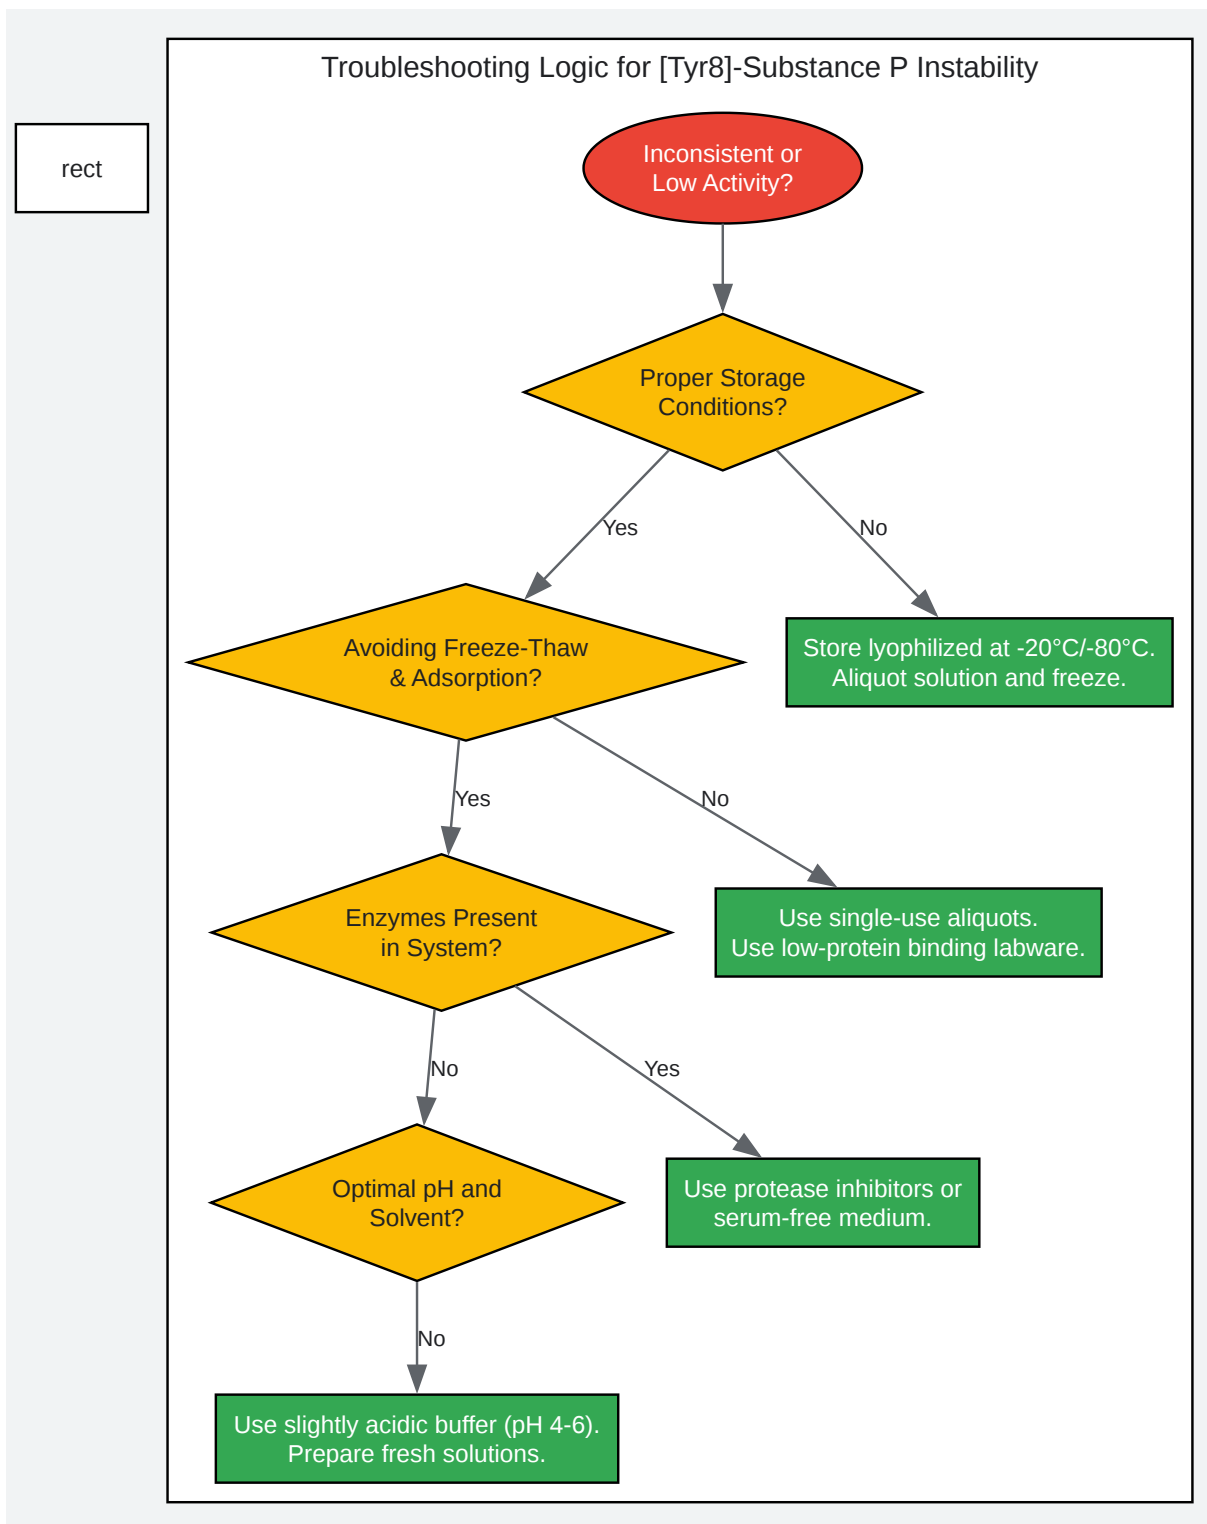 Troubleshooting Logic for [Tyr8]-Substance P Instability
rect
Inconsistent or
Low Activity?
Proper Storage
Conditions?
Yes
No
Avoiding Freeze-Thaw
& Adsorption?
Store lyophilized at -20°C/-80°C.
Aliquot solution and freeze.
Yes
No
Enzymes Present
in System?
Use single-use aliquots.
Use low-protein binding labware.
No
Yes
Optimal pH and
Solvent?
Use protease inhibitors or
serum-free medium.
No
Use slightly acidic buffer (pH 4-6).
Prepare fresh solutions.